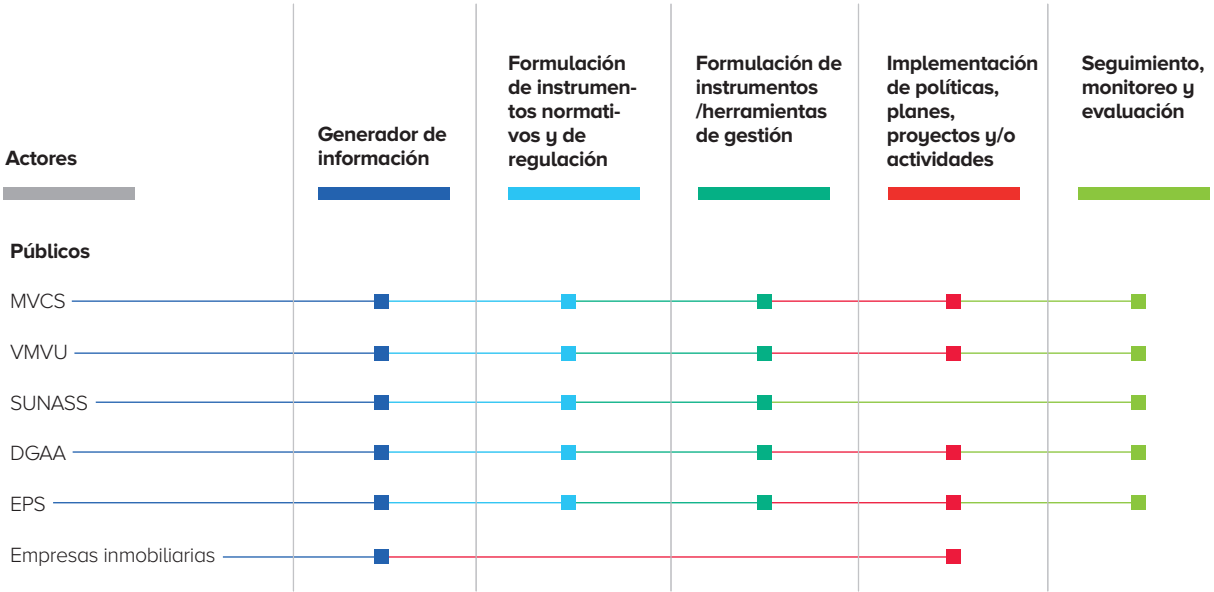 Actores
Generador de
información
Formulación
de instrumen-
tos normati-
vos y de
regulación
Formulación de
instrumentos
/herramientas
de gestión
Implementación
de políticas,
planes,
proyectos y/o
actividades
Seguimiento,
monitoreo y
evaluación
Públicos
MVCS
VMVU
SUNASS
DGAA
EPS
Empresas inmobiliarias